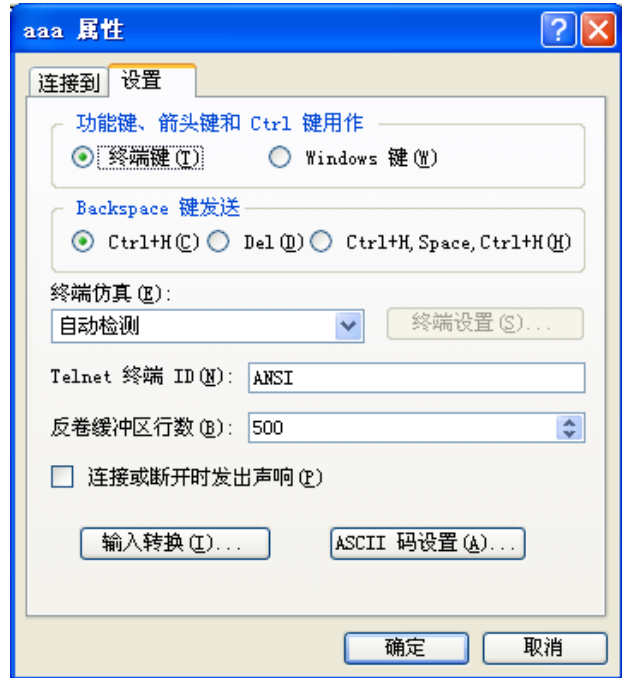 aaa 属性
连接到 设置
功能键、箭头键和 Ctrl 键用作
终端键(T) Windows 键(W)
Backspace 键发送
Ctrl+H(C) Del(D) Ctrl+H,Space,Ctrl+H(H)
终端仿真(E):
自动检测 终端设置(S)...
Telnet 终端 ID(N): ANSI
反卷缓冲区行数(B): 500
连接或断开时发出声响(P)
输入转换(I)... ASCII 码设置(A)...
确定 取消